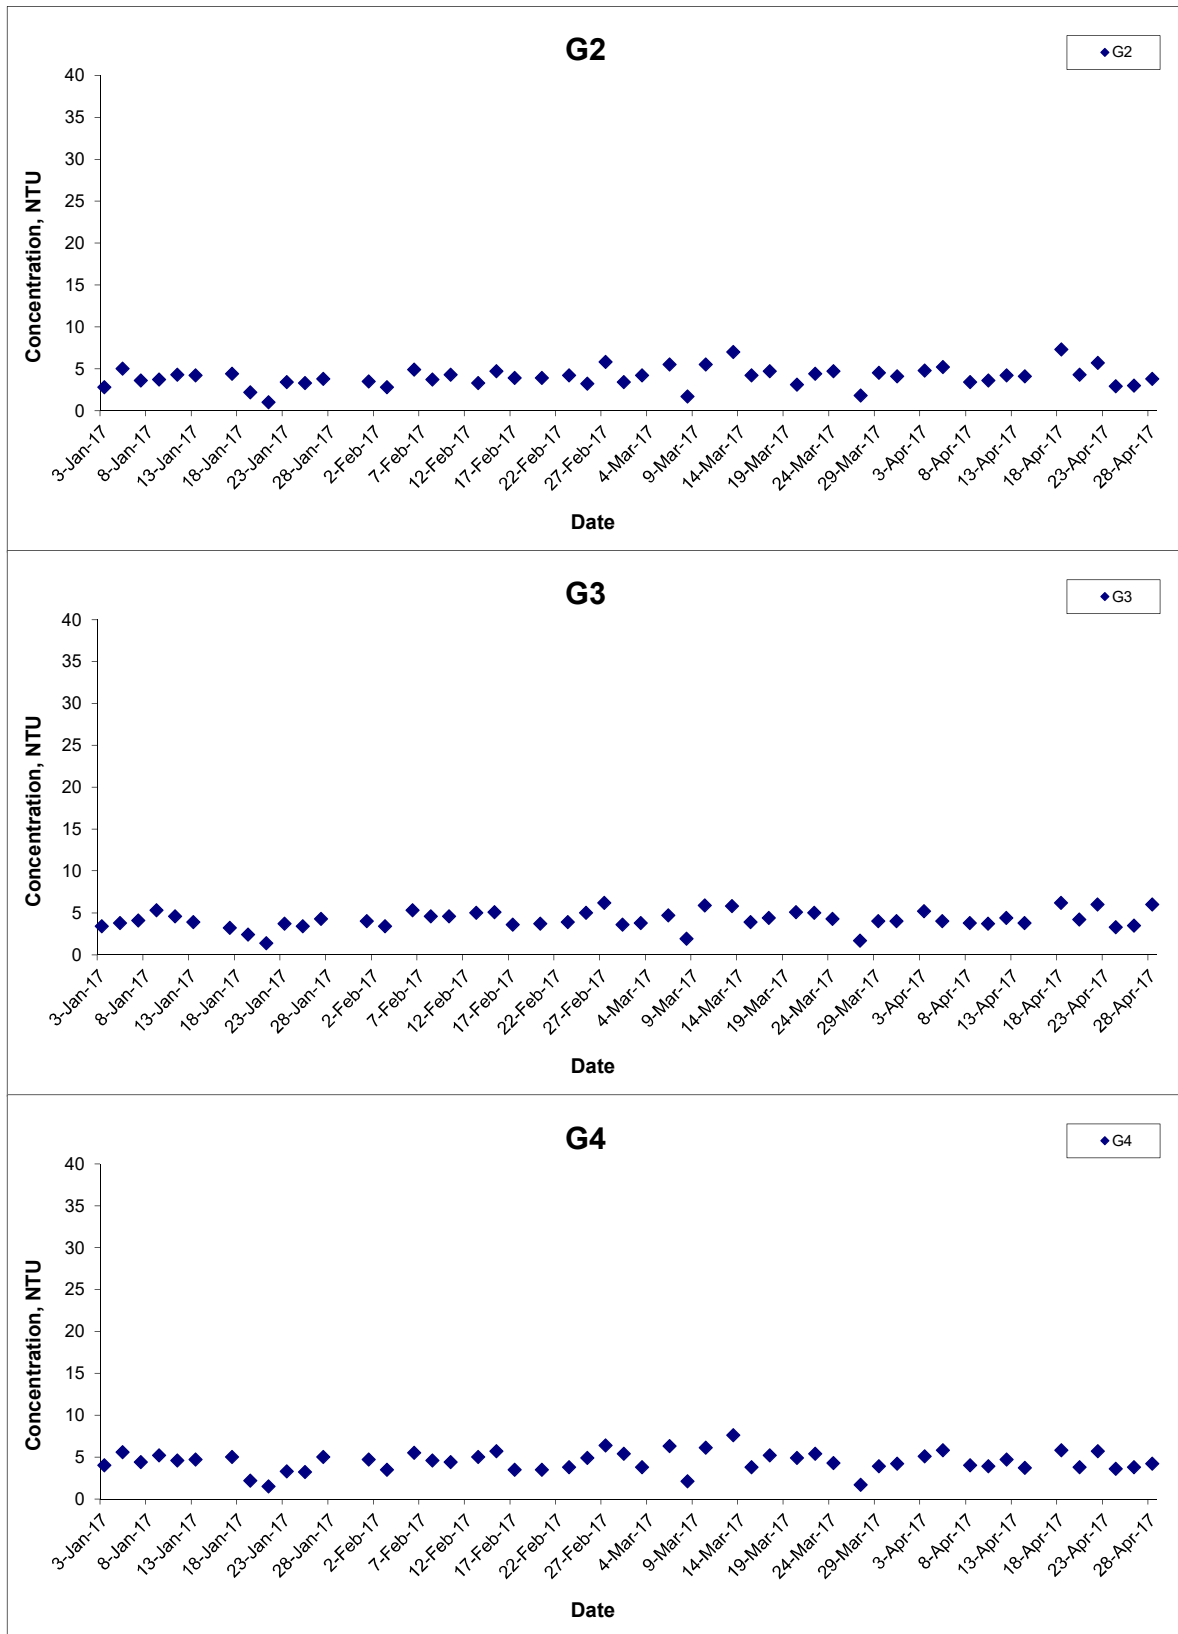 G2
G2
40
35
30
25
20
15
10
5
0
Concentration, NTU
3-Jan-17
8-Jan-17
13-Jan-17
18-Jan-17
23-Jan-17
28-Jan-17
2-Feb-17
7-Feb-17
12-Feb-17
17-Feb-17
22-Feb-17
27-Feb-17
4-Mar-17
9-Mar-17
14-Mar-17
19-Mar-17
24-Mar-17
29-Mar-17
3-Apr-17
8-Apr-17
13-Apr-17
18-Apr-17
23-Apr-17
28-Apr-17
Date
G3
G3
40
35
30
25
20
15
10
5
0
Concentration, NTU
3-Jan-17
8-Jan-17
13-Jan-17
18-Jan-17
23-Jan-17
28-Jan-17
2-Feb-17
7-Feb-17
12-Feb-17
17-Feb-17
22-Feb-17
27-Feb-17
4-Mar-17
9-Mar-17
14-Mar-17
19-Mar-17
24-Mar-17
29-Mar-17
3-Apr-17
8-Apr-17
13-Apr-17
18-Apr-17
23-Apr-17
28-Apr-17
Date
G4
G4
40
35
30
25
20
15
10
5
0
Concentration, NTU
3-Jan-17
8-Jan-17
13-Jan-17
18-Jan-17
23-Jan-17
28-Jan-17
2-Feb-17
7-Feb-17
12-Feb-17
17-Feb-17
22-Feb-17
27-Feb-17
4-Mar-17
9-Mar-17
14-Mar-17
19-Mar-17
24-Mar-17
29-Mar-17
3-Apr-17
8-Apr-17
13-Apr-17
18-Apr-17
23-Apr-17
28-Apr-17
Date